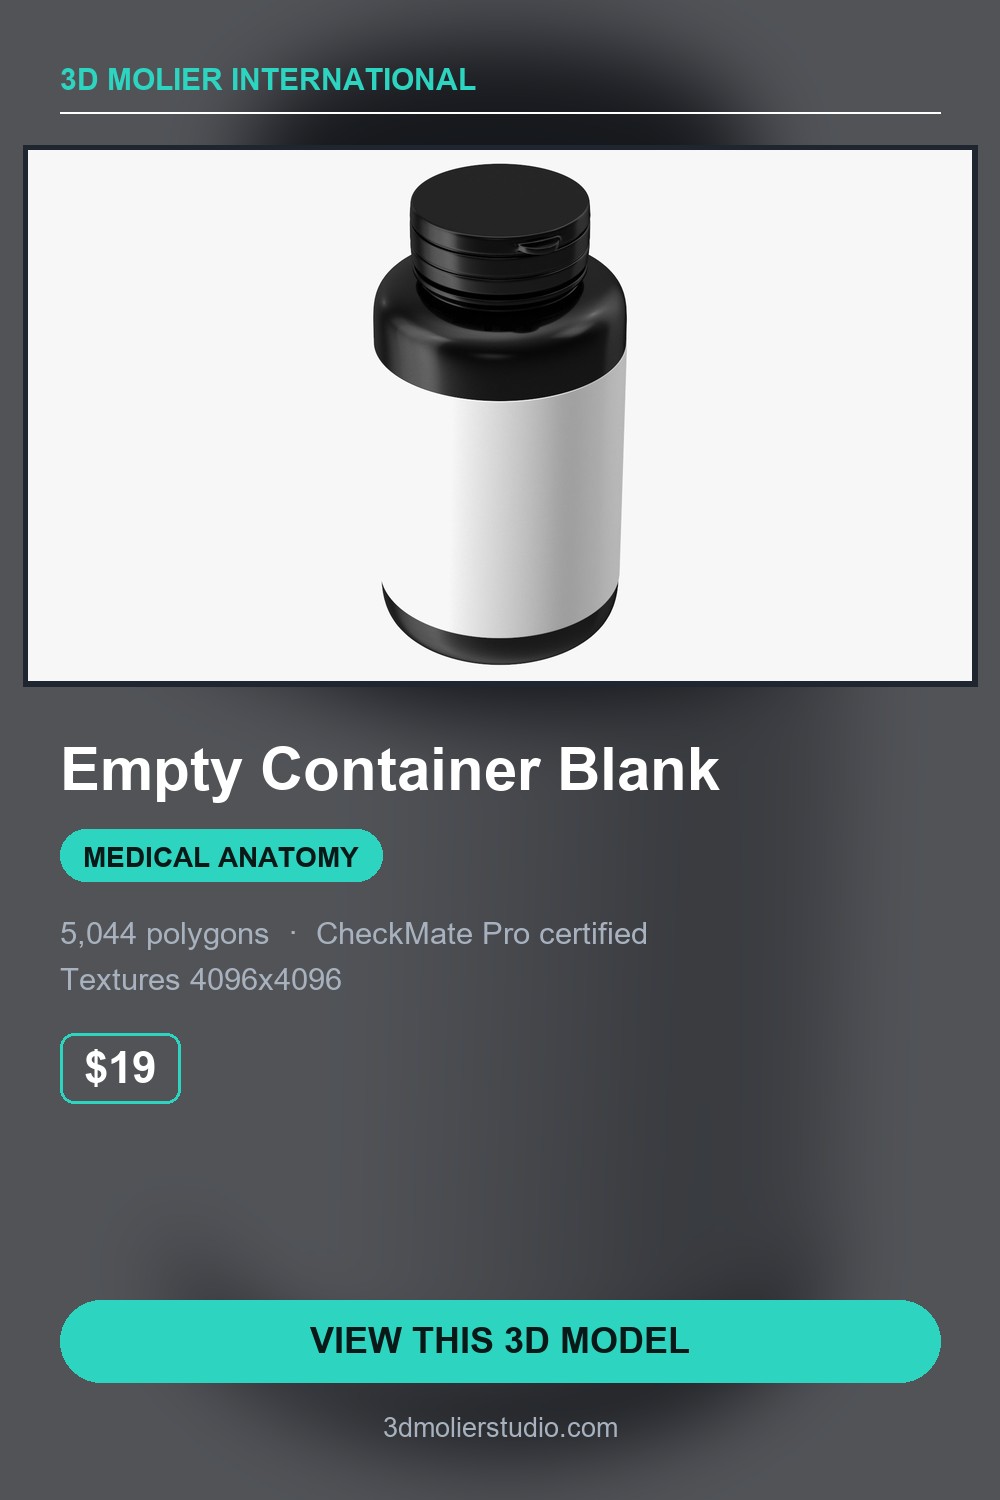 3D MOLIER INTERNATIONAL
Empty Container Blank
MEDICAL ANATOMY
5,044 polygons · CheckMate Pro certified
Textures 4096x4096
$19
VIEW THIS 3D MODEL
3dmolierstudio.com